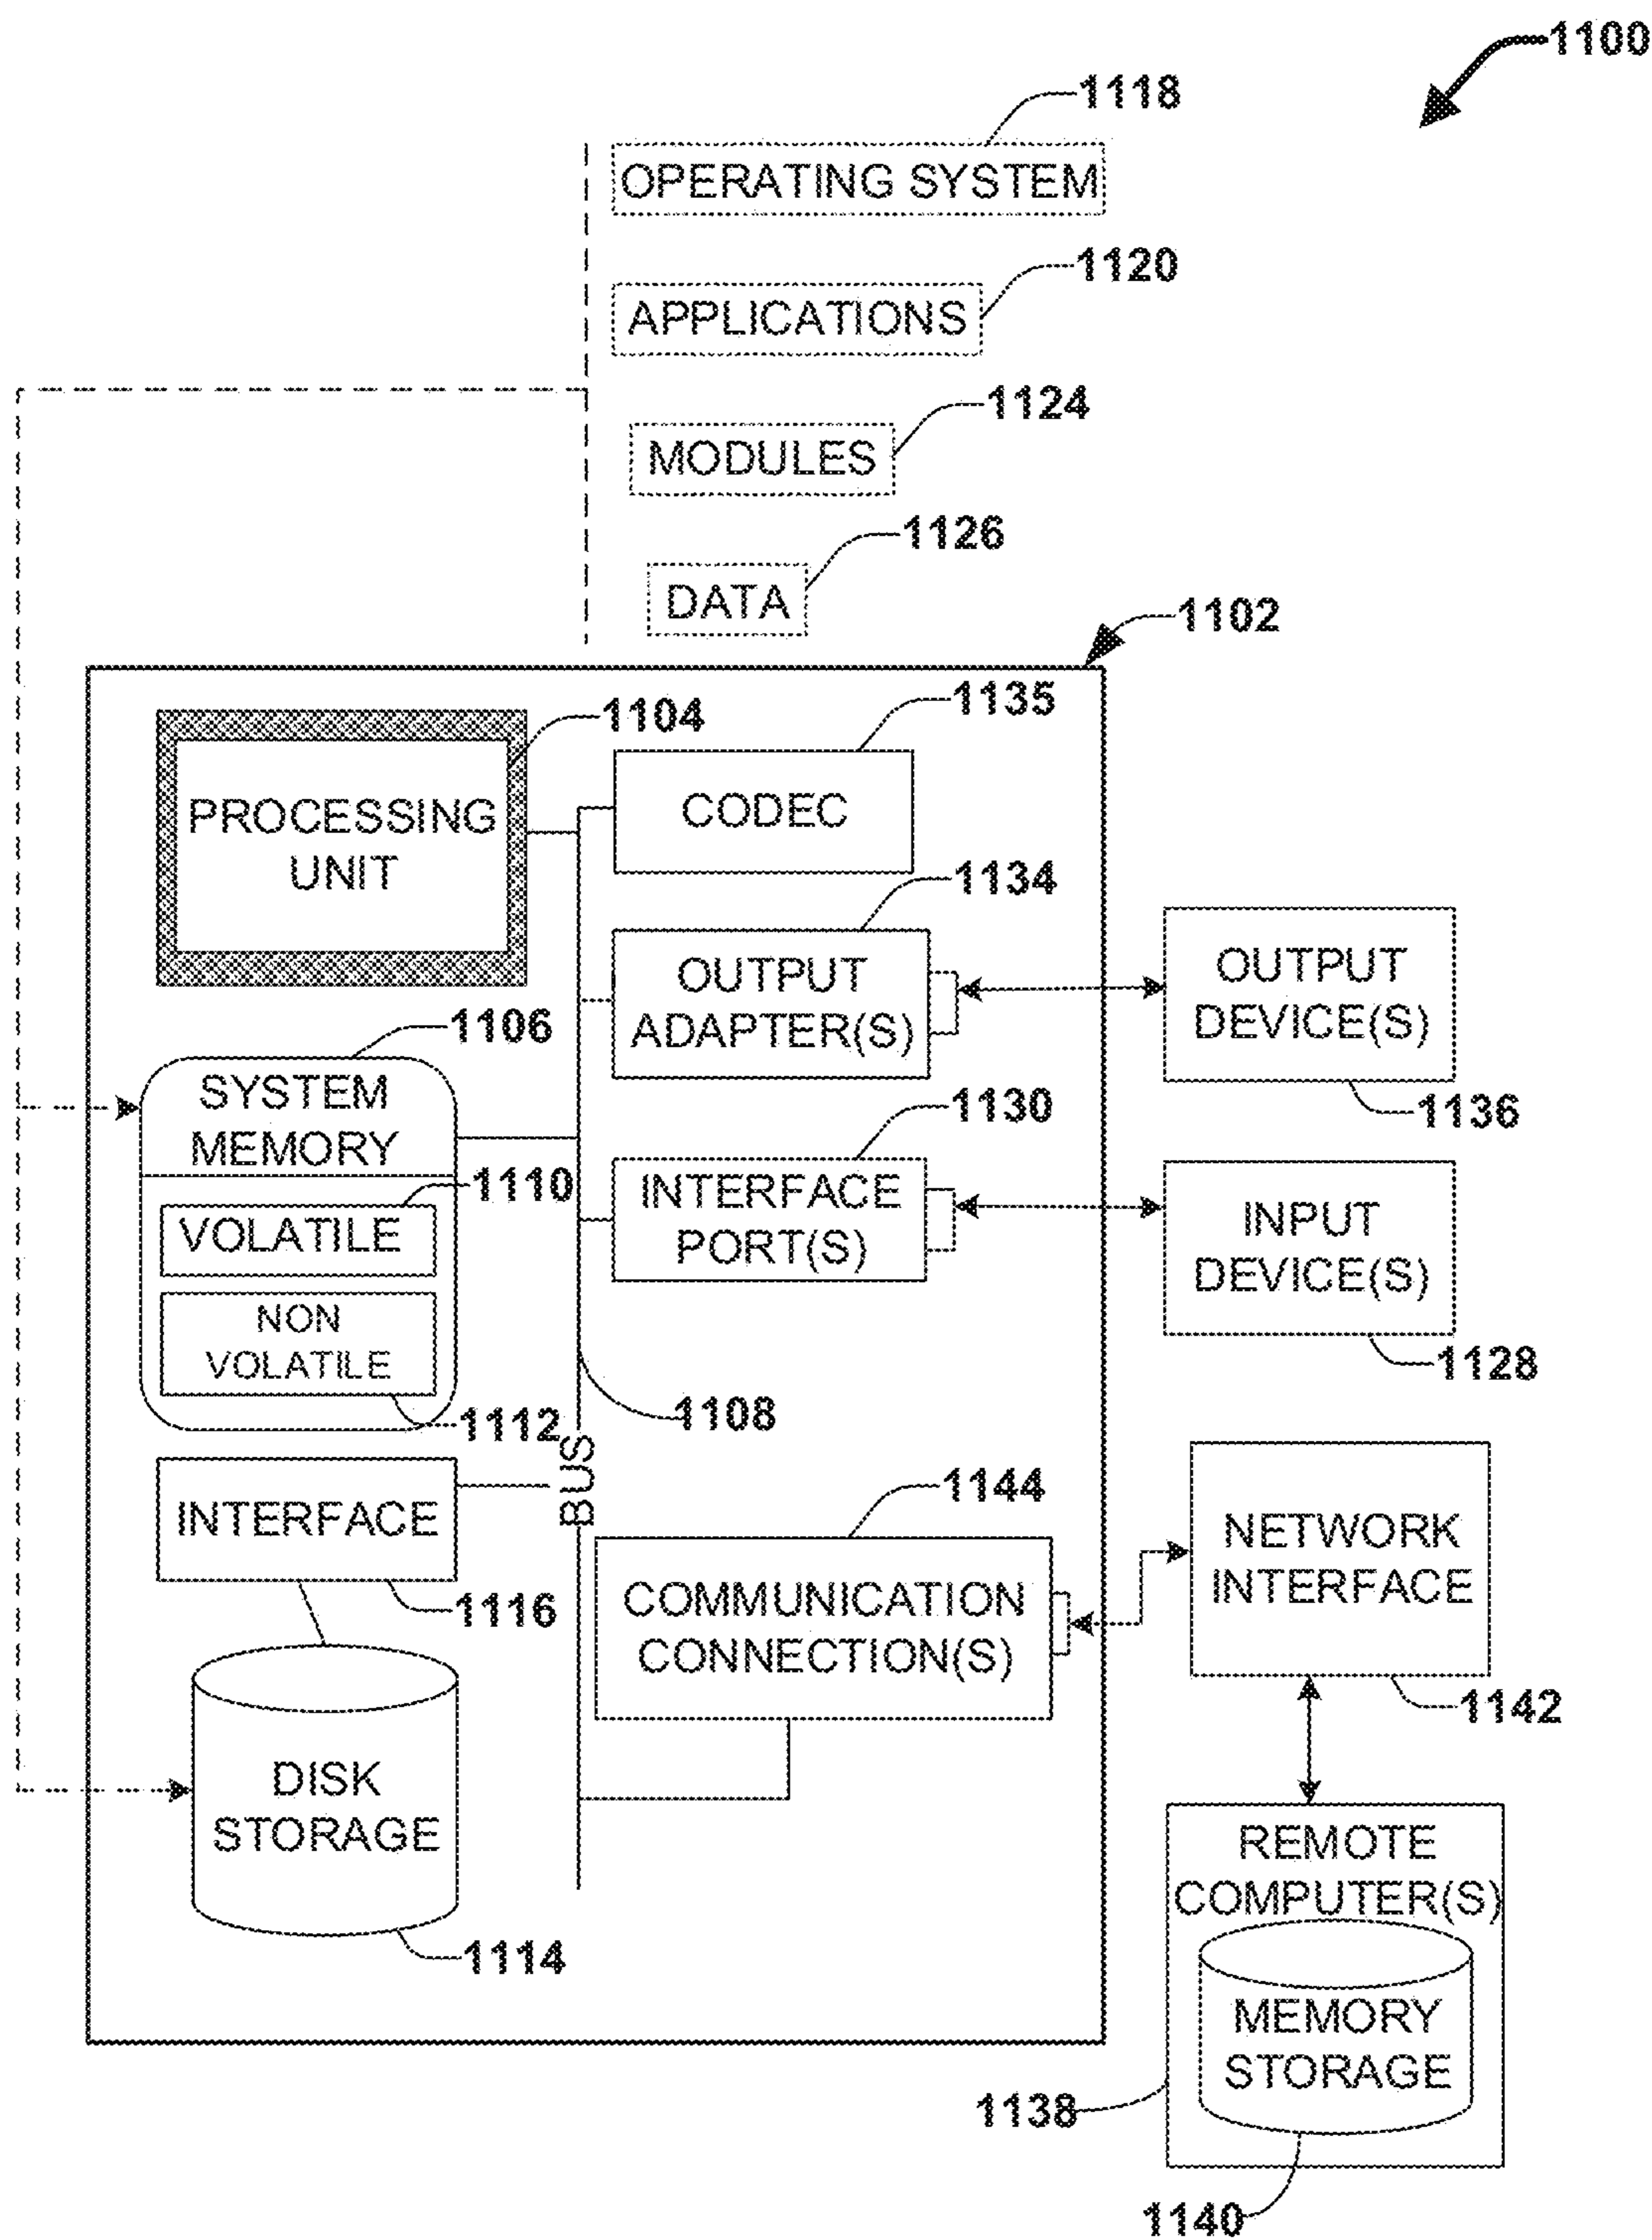 1100
1118
OPERATING SYSTEM
1120
APPLICATIONS
1124
MODULES
1126
DATA
1102
1104
PROCESSING
UNIT
1135
CODEC
1134
OUTPUT
ADAPTER(S)
OUTPUT
DEVICE(S)
1136
1106
SYSTEM
MEMORY
1110
VOLATILE
NON
VOLATILE
1112
1130
INTERFACE
PORT(S)
INPUT
DEVICE(S)
1128
1108
BUS
INTERFACE
1116
1144
COMMUNICATION
CONNECTION(S)
NETWORK
INTERFACE
1142
DISK
STORAGE
1114
REMOTE
COMPUTER(S)
MEMORY
STORAGE
1138
1140